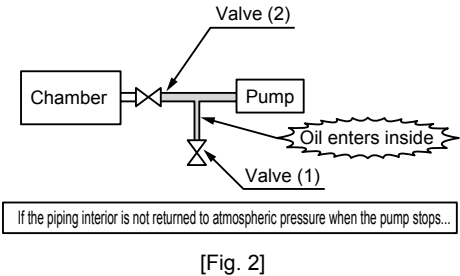 Valve (2)
Chamber
Pump
Oil enters inside
Valve (1)
If the piping interior is not returned to atmospheric pressure when the pump stops...
[Fig. 2]